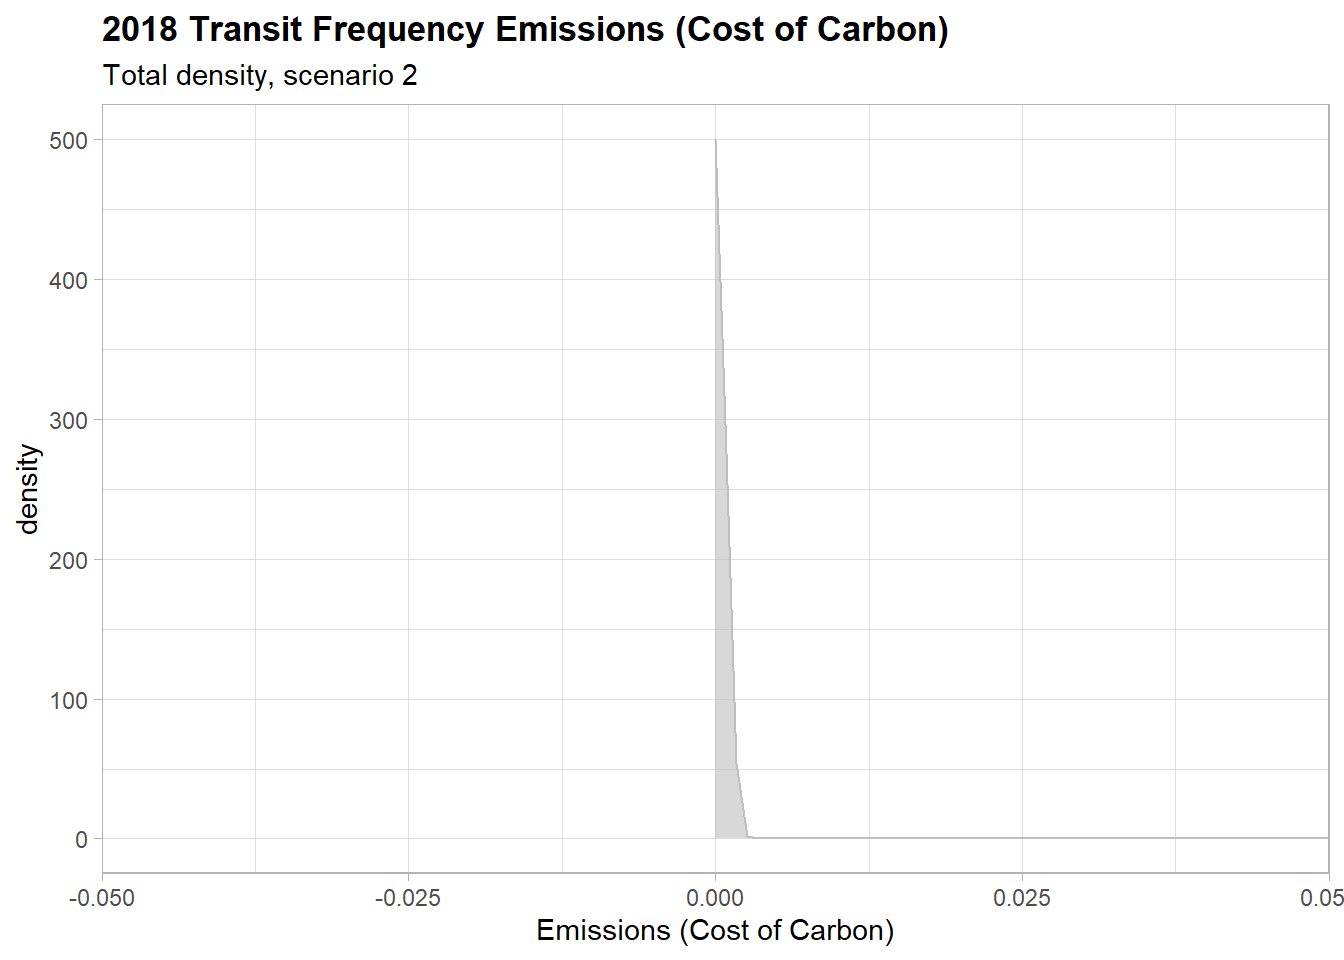 2018 Transit Frequency Emissions (Cost of Carbon)
Total density, scenario 2
500
400
300
200
100
0
density
-0.050
-0.025
0.000
0.025
0.05
Emissions (Cost of Carbon)